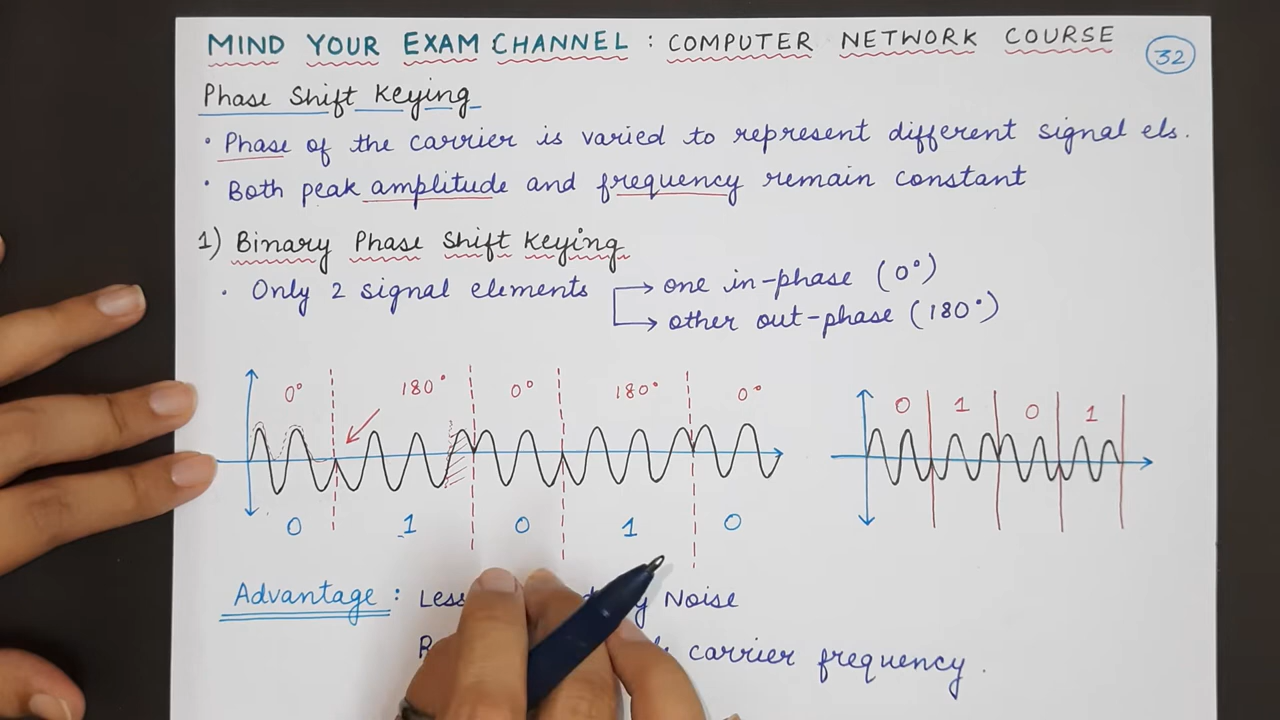 MIND YOUR EXAM CHANNEL : COMPUTER NETWORK COURSE
32
Phase Shift Keying
• Phase of the carrier is varied to represent different signal els.
• Both peak amplitude and frequency remain constant
1) Binary Phase Shift Keying
• Only 2 signal elements → one in-phase (0°)
→ other out-phase (180°)
0° 180° 0° 180° 0°
0 1 0 1
0 1 0 1 0
Advantage : Less Noise
carrier frequency.